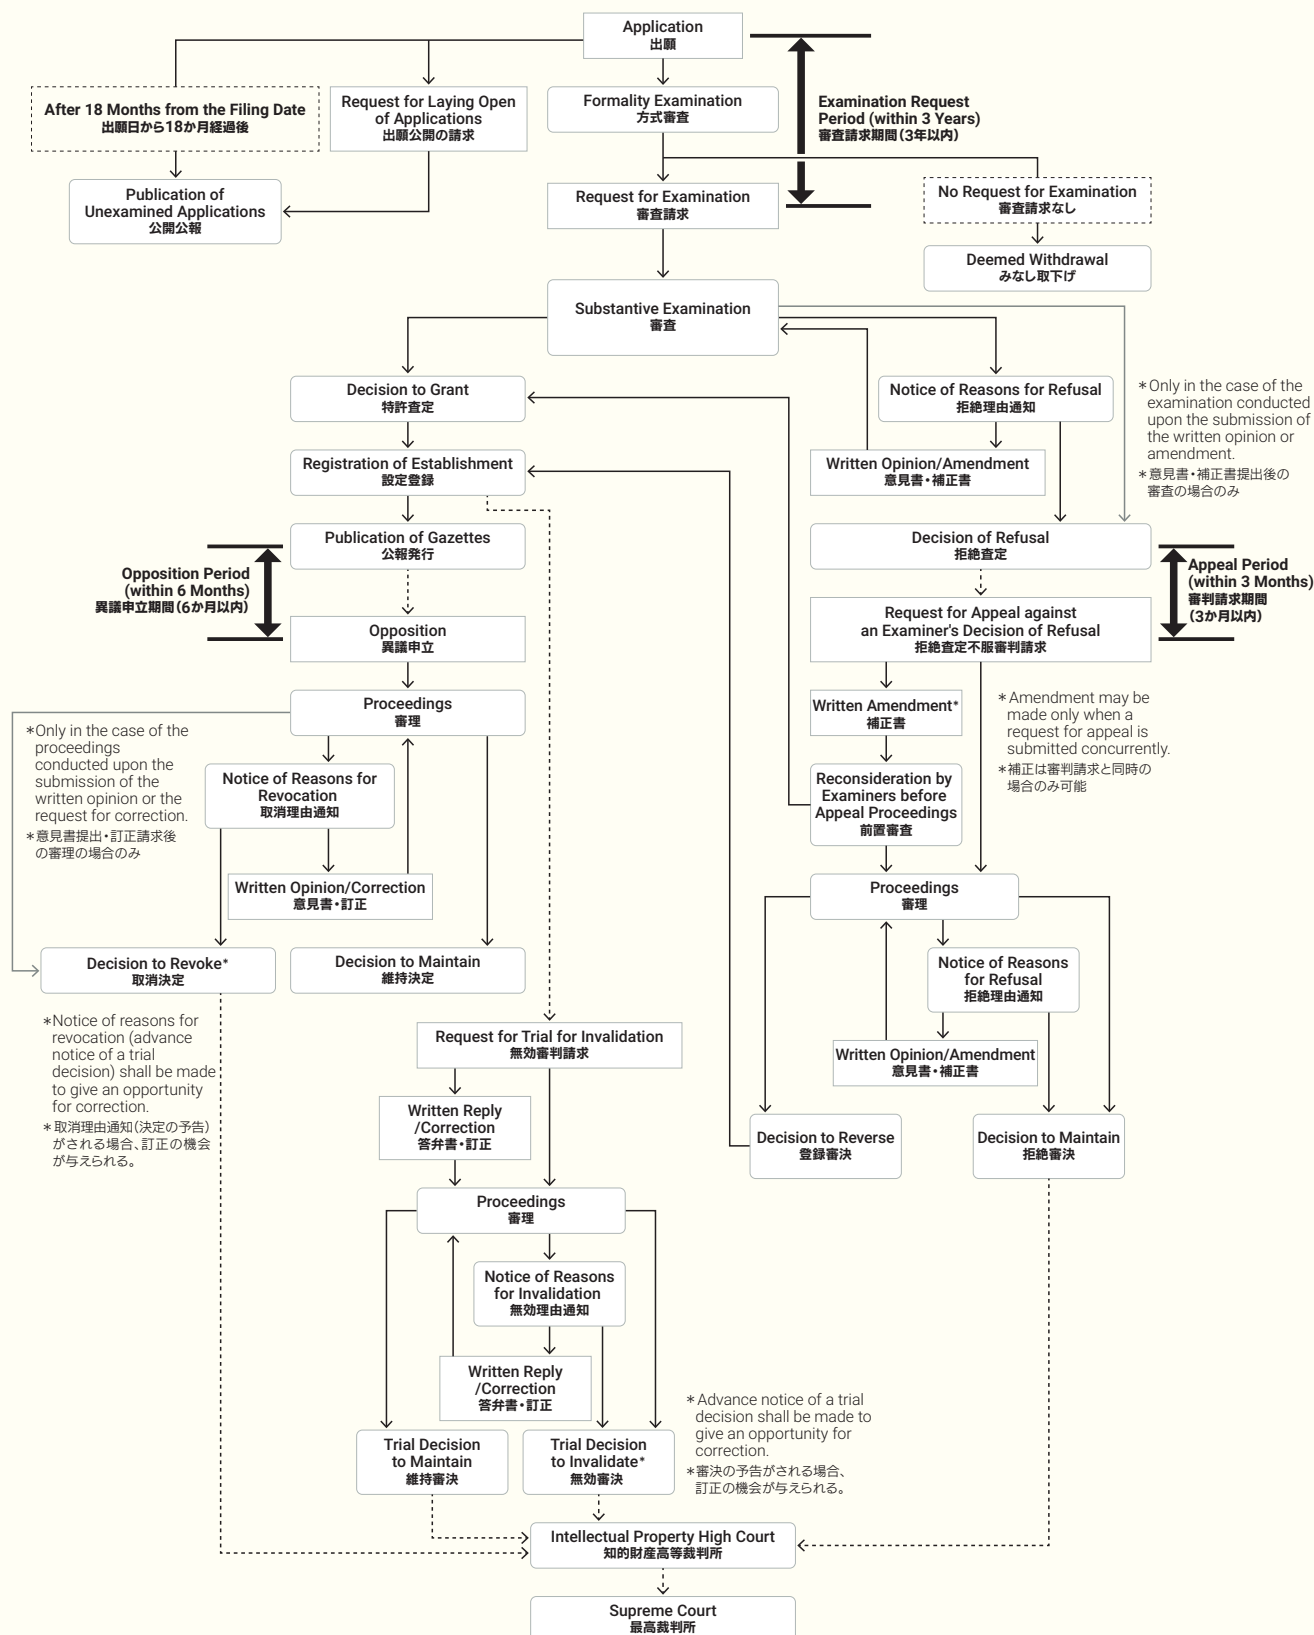 Application
出願
After 18 Months from the Filing Date
出願日から18か月経過後
Request for Laying Open
of Applications
出願公開の請求
Formality Examination
方式審査
Examination Request
Period (within 3 Years)
審査請求期間（3年以内）
Publication of
Unexamined Applications
公開公報
Request for Examination
審査請求
No Request for Examination
審査請求なし
Deemed Withdrawal
みなし取下げ
Substantive Examination
審査
Decision to Grant
特許査定
Notice of Reasons for Refusal
拒絶理由通知
*Only in the case of the
examination conducted
upon the submission of
the written opinion or
amendment.
*意見書・補正書提出後の
審査の場合のみ
Registration of Establishment
設定登録
Written Opinion/Amendment
意見書・補正書
Publication of Gazettes
公報発行
Decision of Refusal
拒絶査定
Opposition Period
(within 6 Months)
異議申立期間（6か月以内）
Appeal Period
(within 3 Months)
審判請求期間
（3か月以内）
Opposition
異議申立
Request for Appeal against
an Examiner's Decision of Refusal
拒絶査定不服審判請求
Proceedings
審理
Written Amendment*
補正書
*Amendment may be
made only when a
request for appeal is
submitted concurrently.
*補正は審判請求と同時の
場合のみ可能
*Only in the case of the
proceedings
conducted upon the
submission of the
written opinion or the
request for correction.
*意見書提出・訂正請求後
の審理の場合のみ
Notice of Reasons for
Revocation
取消理由通知
Reconsideration by
Examiners before
Appeal Proceedings
前置審査
Written Opinion/Correction
意見書・訂正
Proceedings
審理
Decision to Revoke*
取消決定
Decision to Maintain
維持決定
Notice of Reasons
for Refusal
拒絶理由通知
*Notice of reasons for
revocation (advance
notice of a trial
decision) shall be made
to give an opportunity
for correction.
*取消理由通知（決定の予告）
がされる場合、訂正の機会
が与えられる。
Request for Trial for Invalidation
無効審判請求
Written Opinion/Amendment
意見書・補正書
Written Reply
/Correction
答弁書・訂正
Decision to Reverse
登録審決
Decision to Maintain
拒絶審決
Proceedings
審理
Notice of Reasons
for Invalidation
無効理由通知
Written Reply
/Correction
答弁書・訂正
*Advance notice of a trial
decision shall be made to
give an opportunity for
correction.
*審決の予告がされる場合、
訂正の機会が与えられる。
Trial Decision
to Maintain
維持審決
Trial Decision
to Invalidate*
無効審決
Intellectual Property High Court
知的財産高等裁判所
Supreme Court
最高裁判所